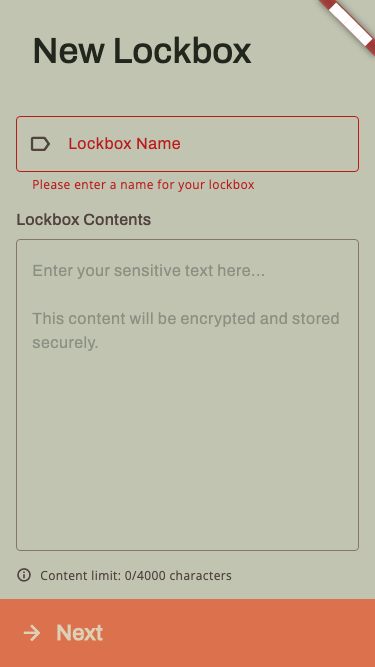 New Lockbox
Lockbox Name
Please enter a name for your lockbox
Lockbox Contents
Enter your sensitive text here...
This content will be encrypted and stored
securely.
Content limit: 0/4000 characters
Next